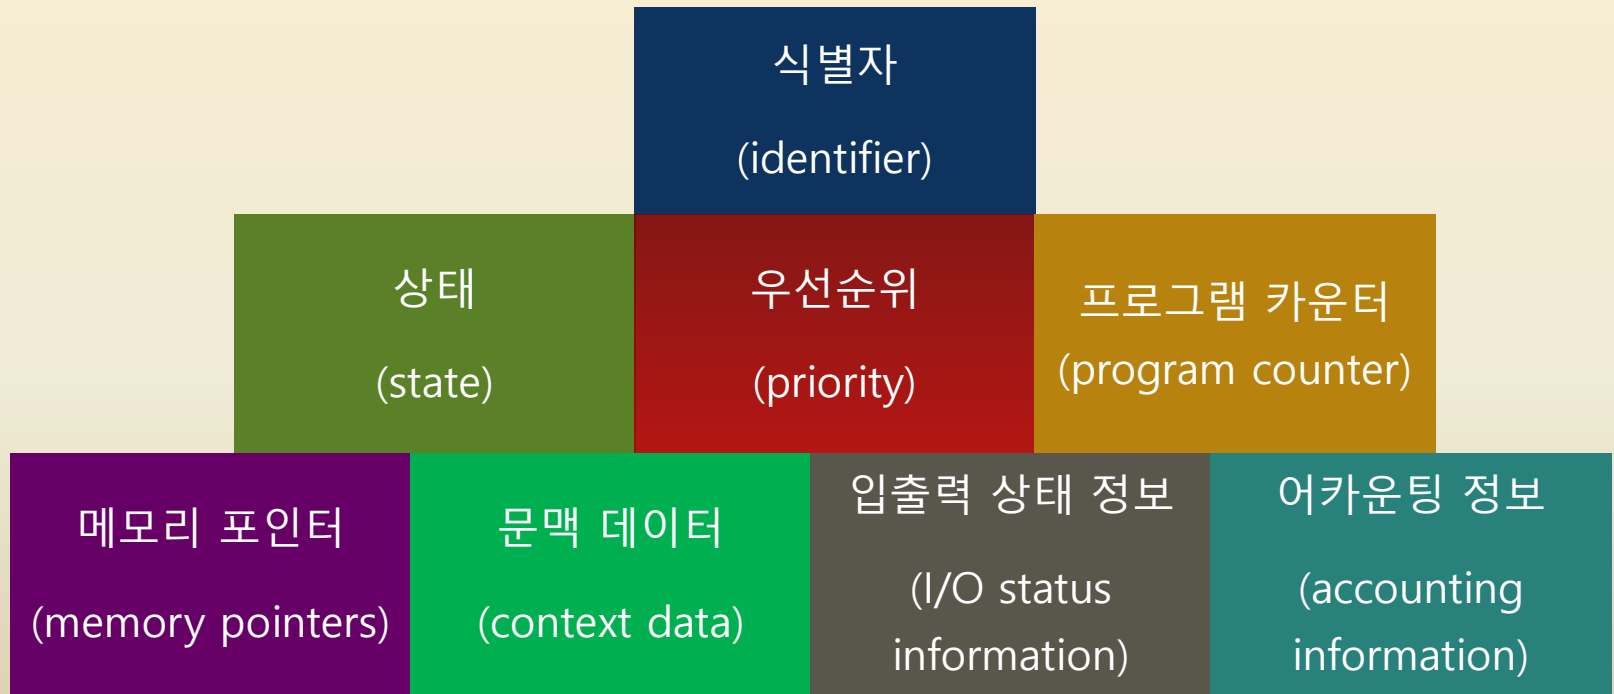 식별자
(identifier)
상태
(state)
우선순위
(priority)
프로그램 카운터
(program counter)
메모리 포인터
(memory pointers)
문맥 데이터
(context data)
입출력 상태 정보
(I/O status
information)
어카운팅 정보
(accounting
information)